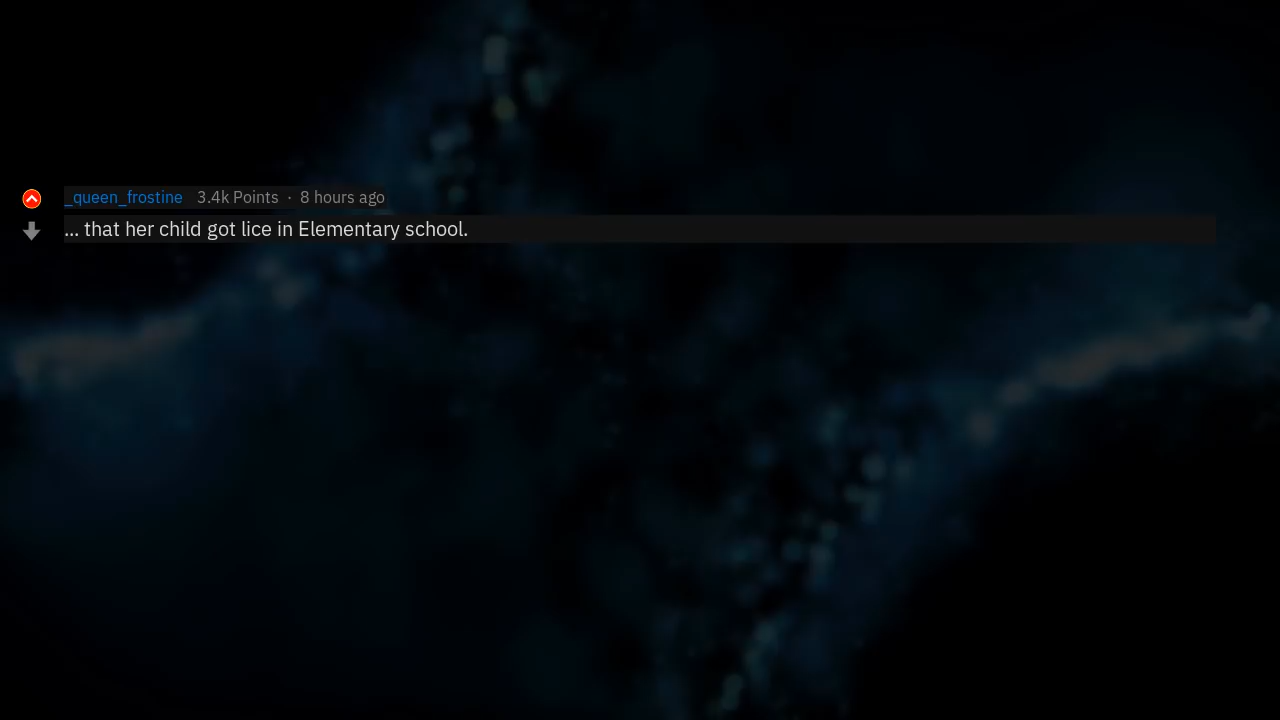 _queen_frostine 3.4k Points · 8 hours ago
... that her child got lice in Elementary school.